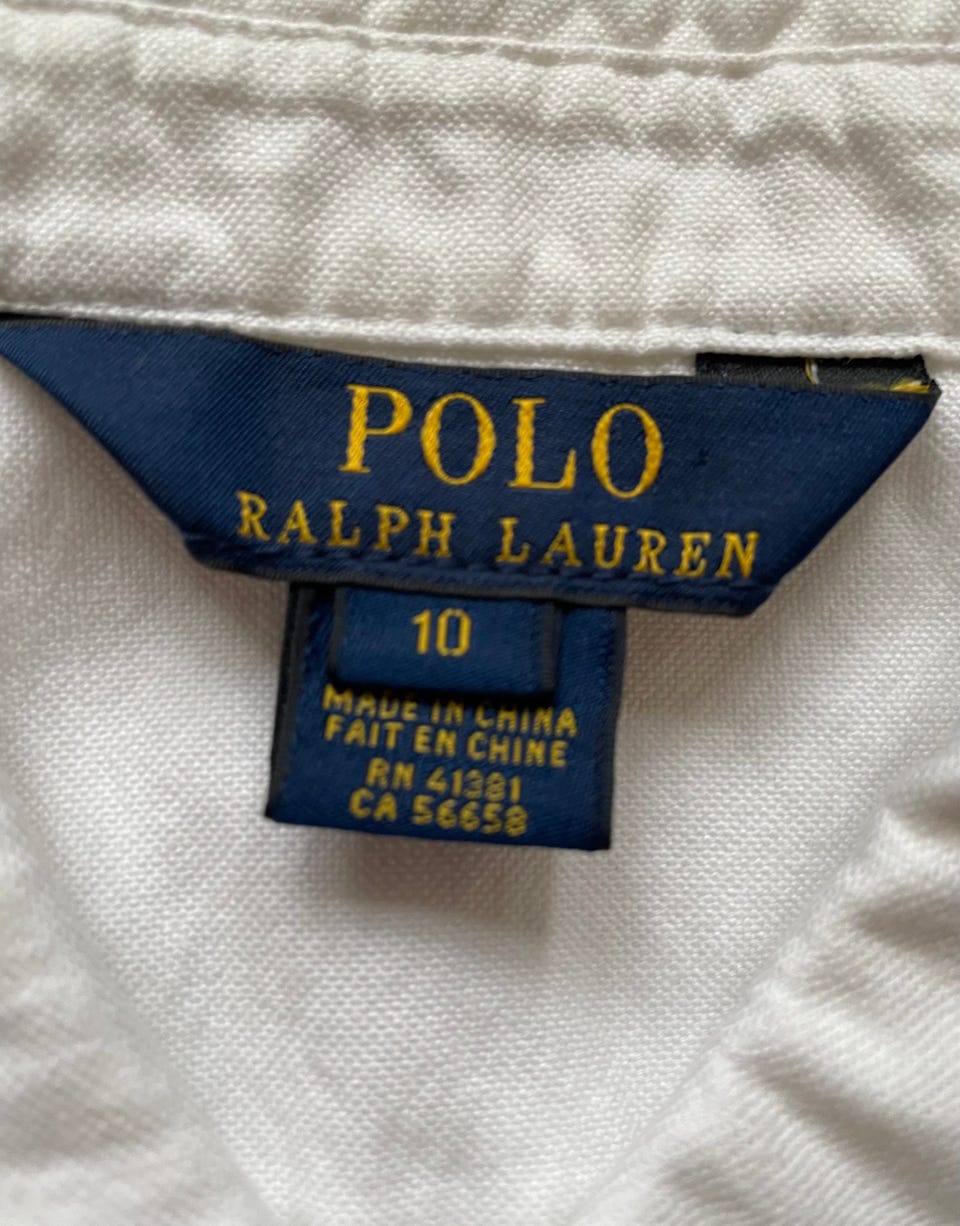 POLO
RALPH LAUREN
10
MADE IN CHINA
FAIT EN CHINE
RN 41381
CA 56658